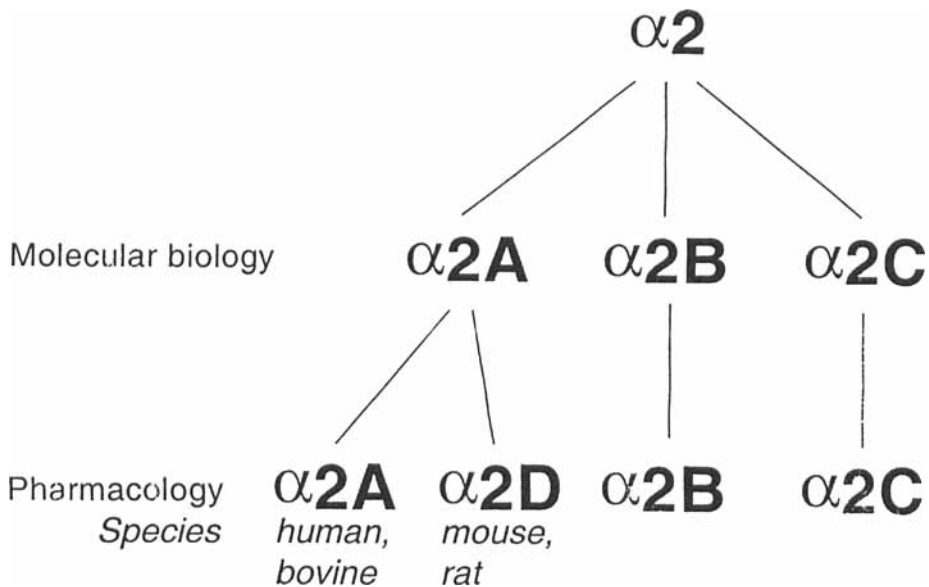 α2
Molecular biology α2A α2B α2C
Pharmacology α2A α2D α2B α2C
Species human, mouse,
bovine rat